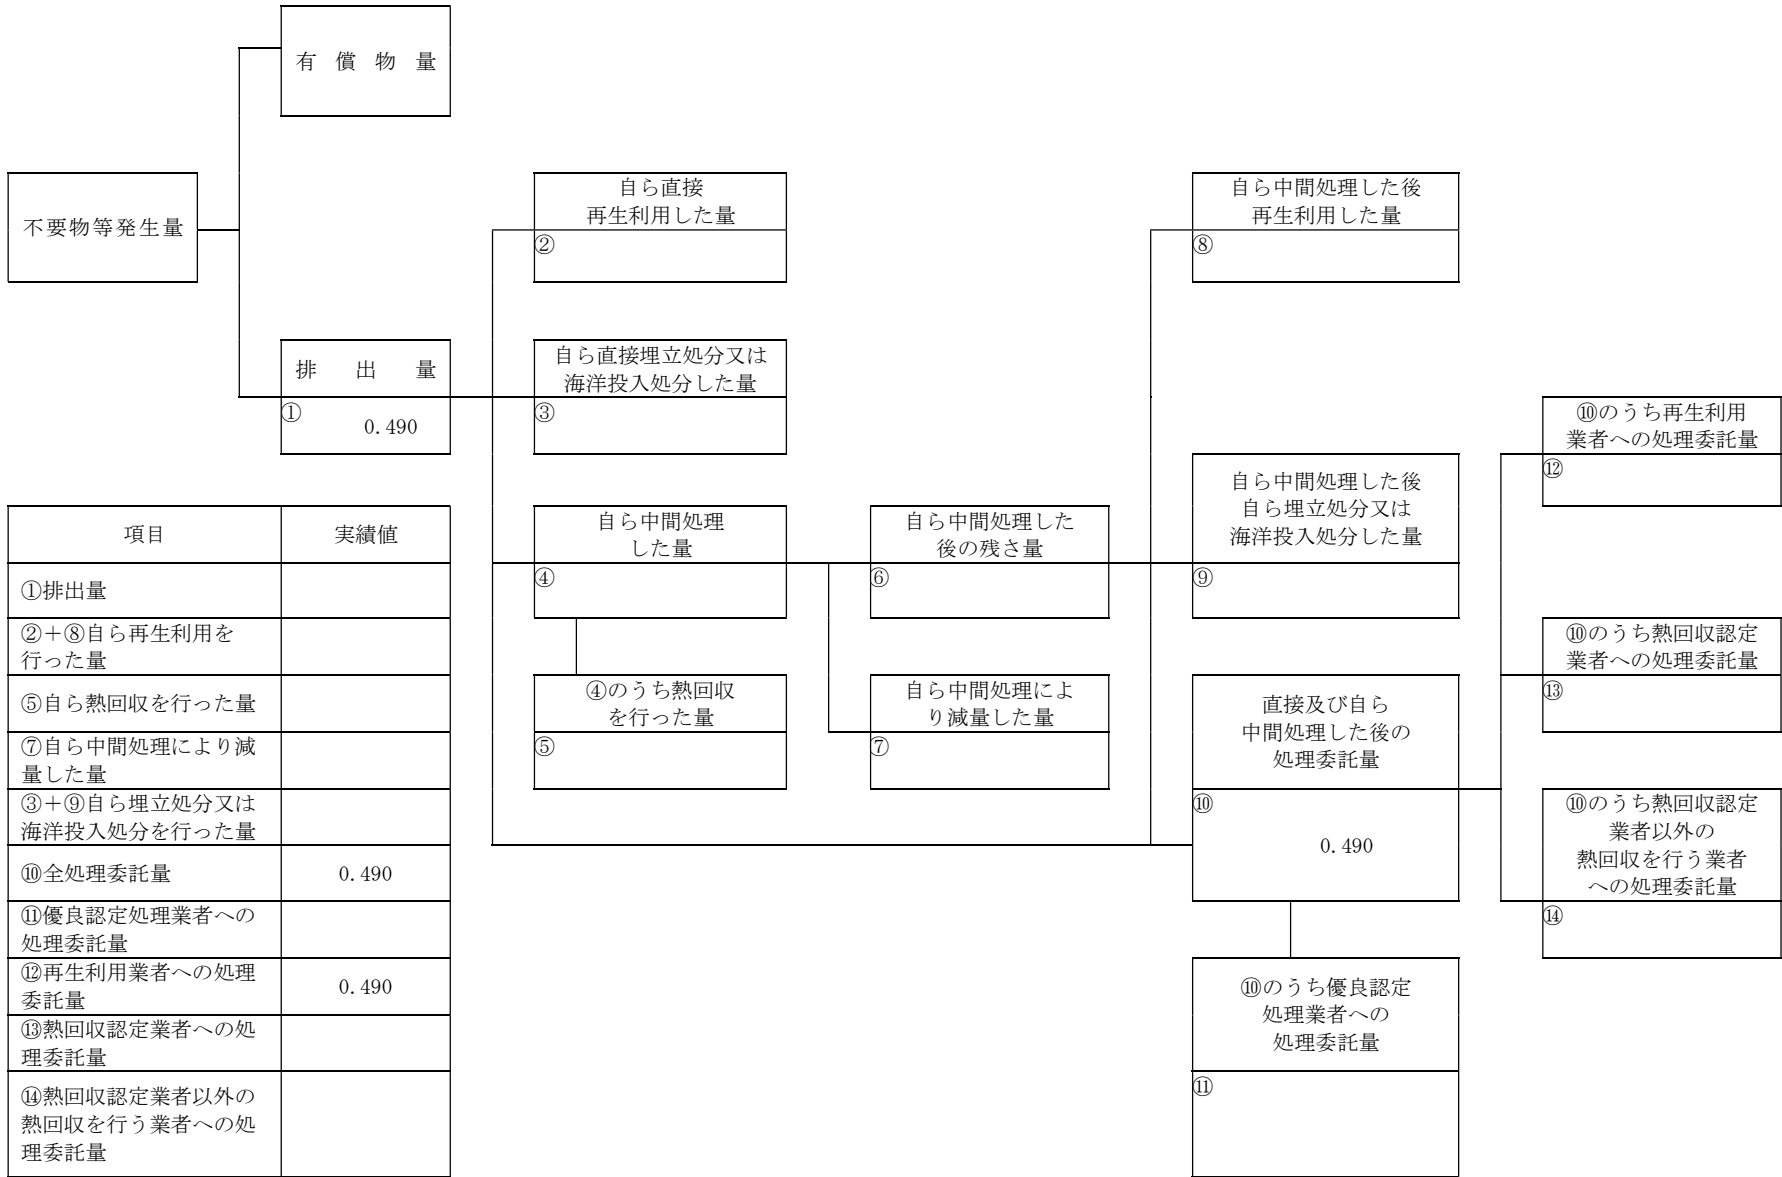 有償物量
不要物等発生量
自ら直接
再生利用した量
②
自ら中間処理した後
再生利用した量
⑧
排出量
①
0.490
自ら直接埋立処分又は
海洋投入処分した量
③
⑩のうち再生利用
業者への処理委託量
⑫
自ら中間処理した後
自ら埋立処分又は
海洋投入処分した量
⑨
自ら中間処理
した量
④
自ら中間処理した
後の残さ量
⑥
⑩のうち熱回収認定
業者への処理委託量
⑬
④のうち熱回収
を行った量
⑤
自ら中間処理によ
り減量した量
⑦
直接及び自ら
中間処理した後の
処理委託量
⑩
0.490
⑩のうち熱回収認定
業者以外の
熱回収を行う業者
への処理委託量
⑭
⑩のうち優良認定
処理業者への
処理委託量
⑪
項目 実績値
①排出量
②＋⑧自ら再生利用を
行った量
⑤自ら熱回収を行った量
⑦自ら中間処理により減
量した量
③＋⑨自ら埋立処分又は
海洋投入処分を行った量
⑩全処理委託量 0.490
⑪優良認定処理業者への
処理委託量
⑫再生利用業者への処理
委託量 0.490
⑬熱回収認定業者への処
理委託量
⑭熱回収認定業者以外の
熱回収を行う業者への処
理委託量